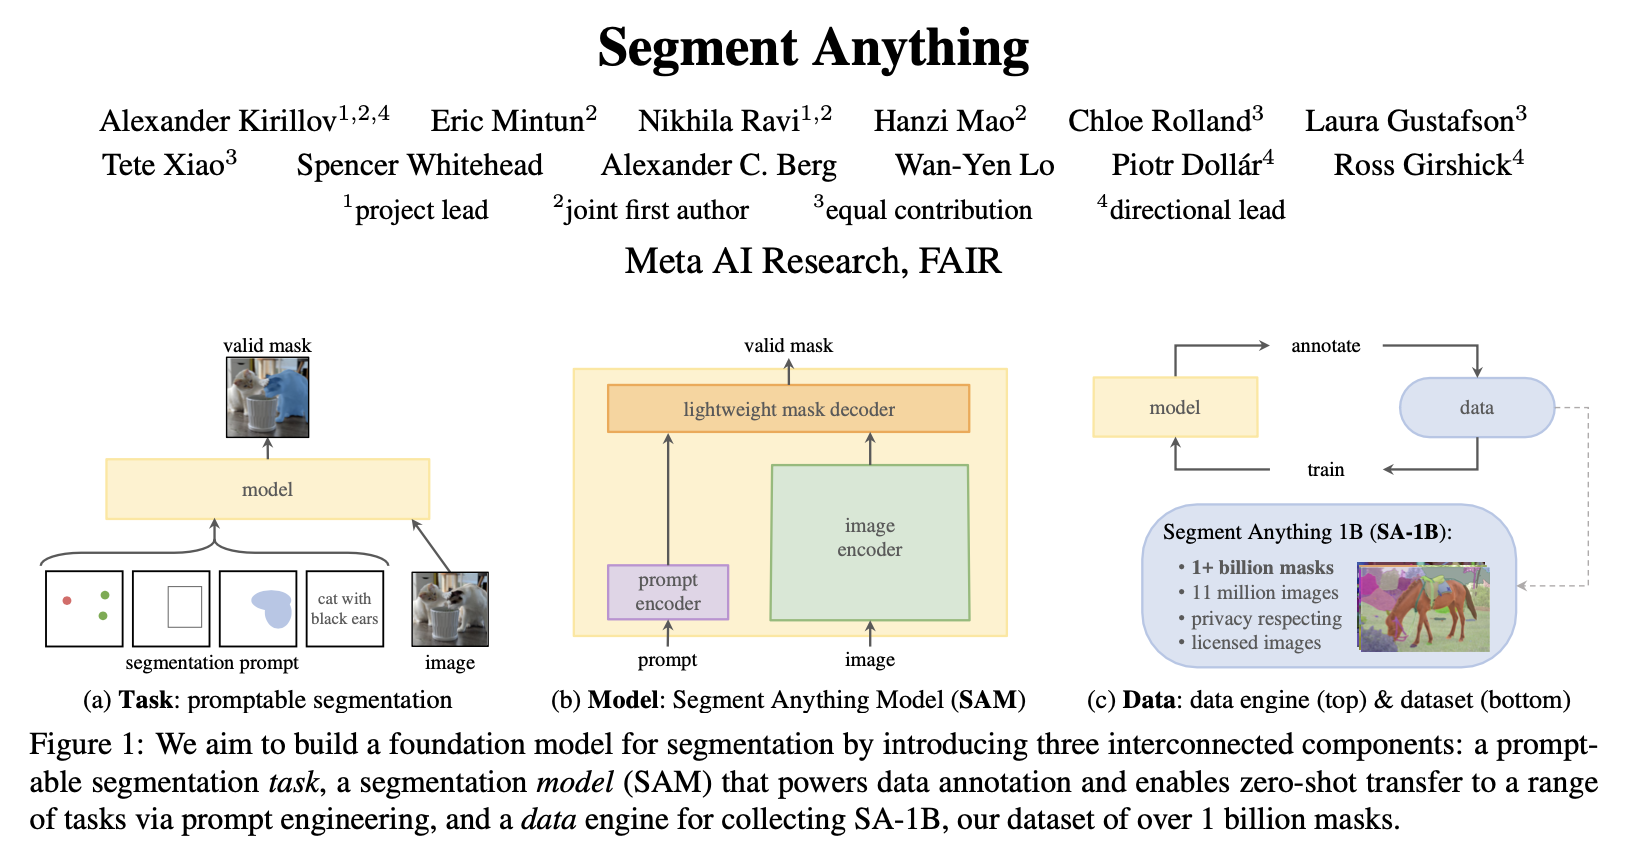 Segment Anything
Alexander Kirillov1,2,4 Eric Mintun2 Nikhila Ravi1,2 Hanzi Mao2 Chloe Rolland3 Laura Gustafson3
Tete Xiao3 Spencer Whitehead Alexander C. Berg Wan-Yen Lo Piotr Dollár4 Ross Girshick4
1project lead 2joint first author 3equal contribution 4directional lead
Meta AI Research, FAIR
valid mask
model
cat with
black ears
segmentation prompt
image
(a) Task: promptable segmentation
valid mask
lightweight mask decoder
image
encoder
prompt
encoder
prompt
image
(b) Model: Segment Anything Model (SAM)
annotate
model
data
train
Segment Anything 1B (SA-1B):
• 1+ billion masks
• 11 million images
• privacy respecting
• licensed images
(c) Data: data engine (top) & dataset (bottom)
Figure 1: We aim to build a foundation model for segmentation by introducing three interconnected components: a prompt-
able segmentation task, a segmentation model (SAM) that powers data annotation and enables zero-shot transfer to a range
of tasks via prompt engineering, and a data engine for collecting SA-1B, our dataset of over 1 billion masks.